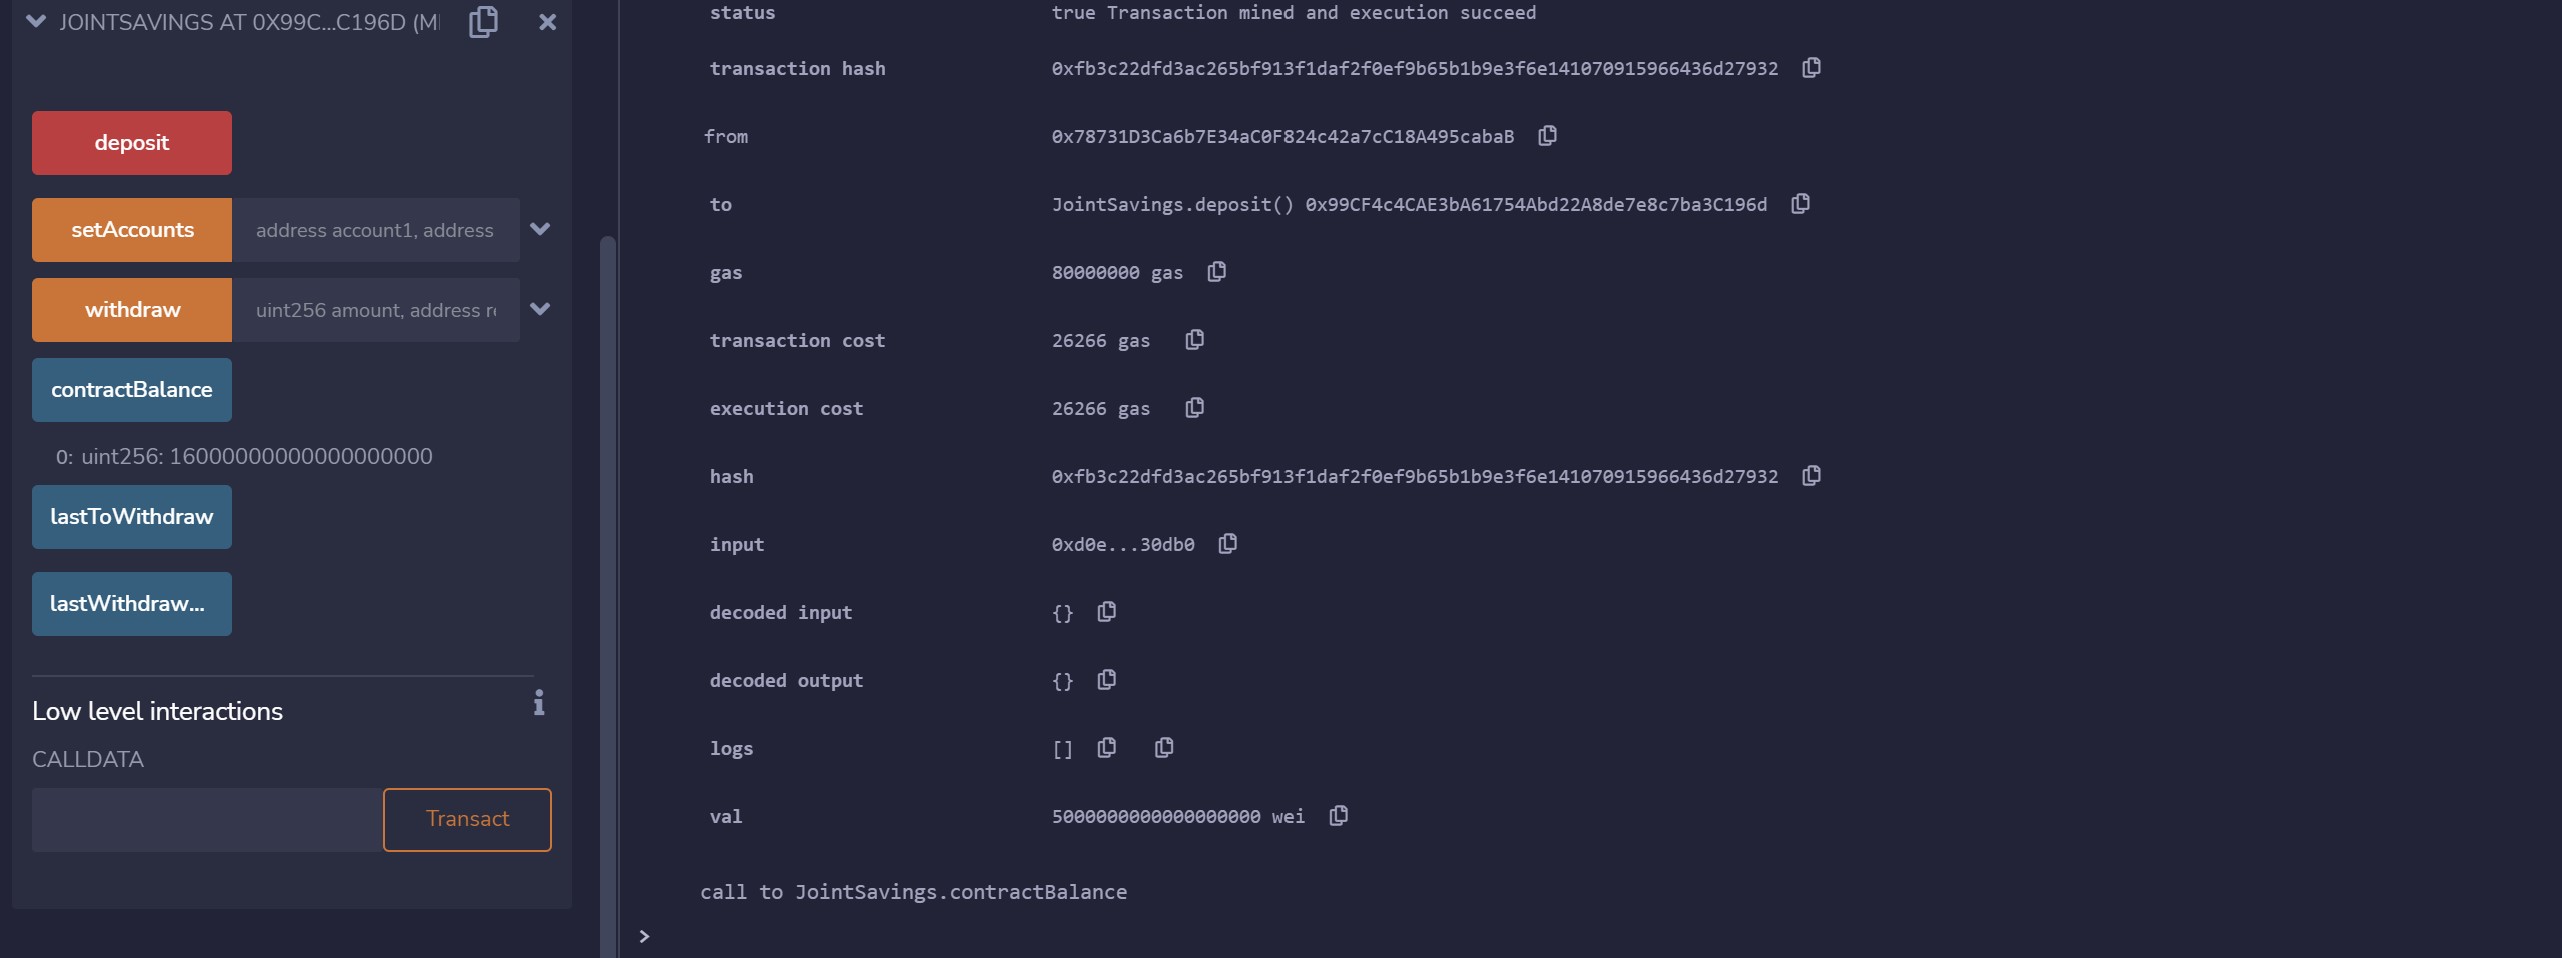 JOINTSAVINGS AT 0X99C...C196D (MI
deposit
setAccounts address account1, address
withdraw uint256 amount, address re
contractBalance
0: uint256: 16000000000000000000
lastToWithdraw
lastWithdraw...
Low level interactions
CALLDATA
Transact
status true Transaction mined and execution succeed
transaction hash 0xfb3c22dfd3ac265bf913f1daf2f0ef9b65b1b9e3f6e141070915966436d27932
from 0x78731D3Ca6b7E34aC0F824c42a7cC18A495cabaB
to JointSavings.deposit() 0x99CF4c4CAE3bA61754Abd22A8de7e8c7ba3C196d
gas 80000000 gas
transaction cost 26266 gas
execution cost 26266 gas
hash 0xfb3c22dfd3ac265bf913f1daf2f0ef9b65b1b9e3f6e141070915966436d27932
input 0xd0e...30db0
decoded input {}
decoded output {}
logs []
val 5000000000000000000 wei
call to JointSavings.contractBalance
>